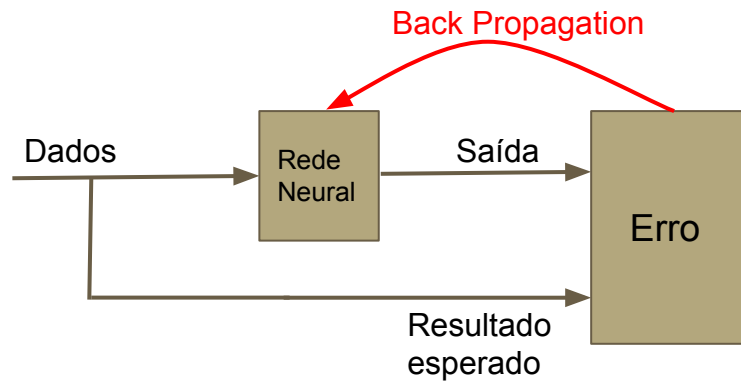 Back Propagation
Dados
Rede
Neural
Saída
Erro
Resultado
esperado